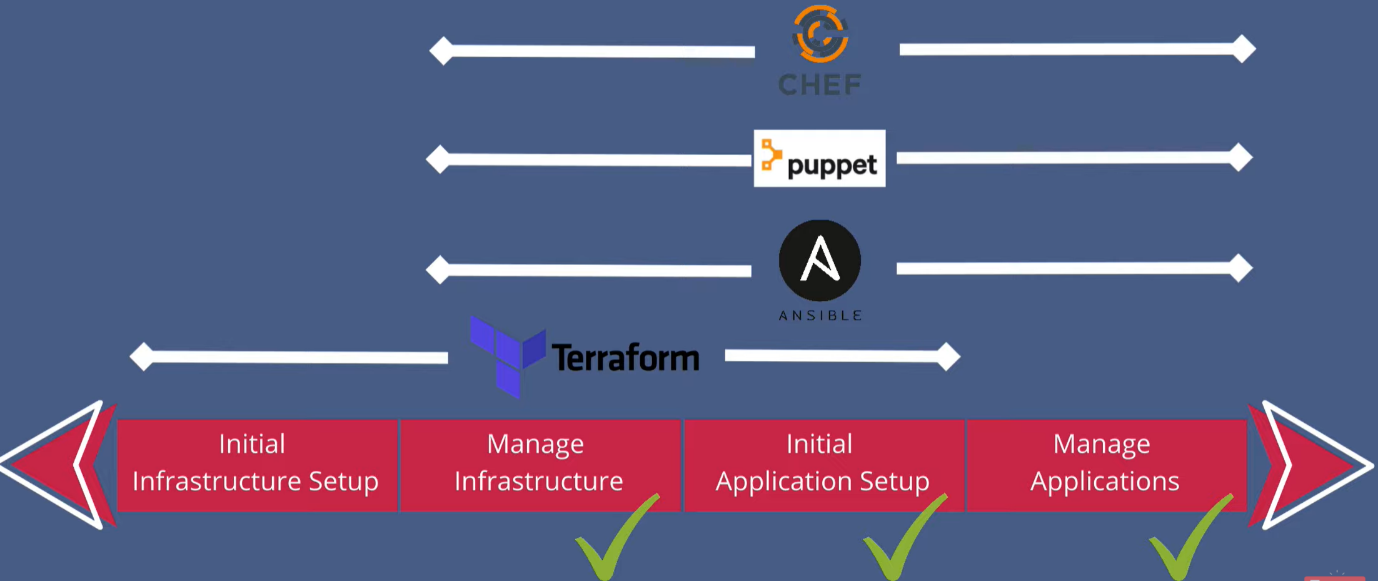 CHEF
puppet
ANSIBLE
Terraform
Initial
Infrastructure Setup
Manage
Infrastructure
Initial
Application Setup
Manage
Applications